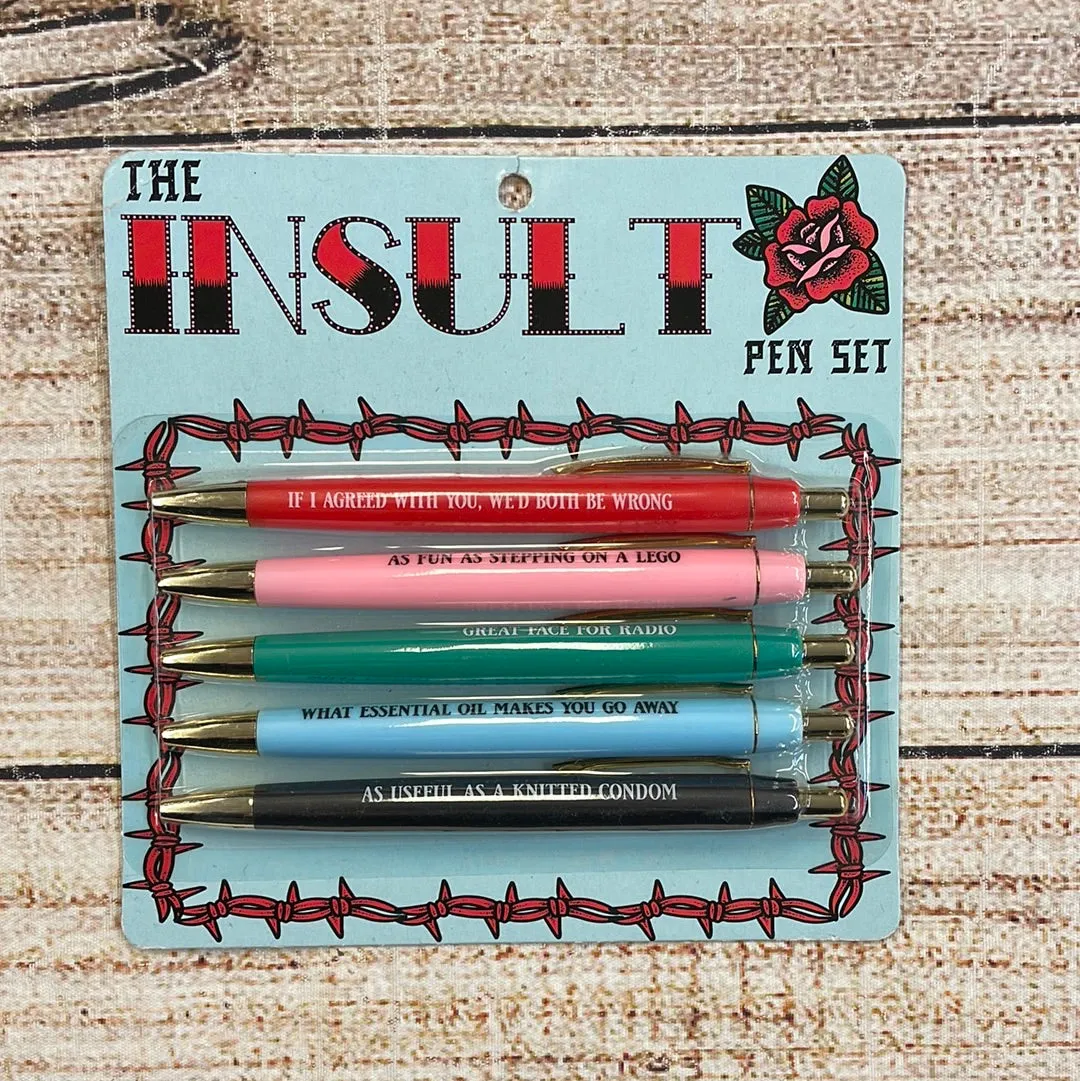 THE
INSULT
PEN SET
IF I AGREED WITH YOU, WE'D BOTH BE WRONG
AS FUN AS STEPPING ON A LEGO
GREAT FACE FOR RADIO
WHAT ESSENTIAL OIL MAKES YOU GO AWAY
AS USEFUL AS A KNITTED CONDOM